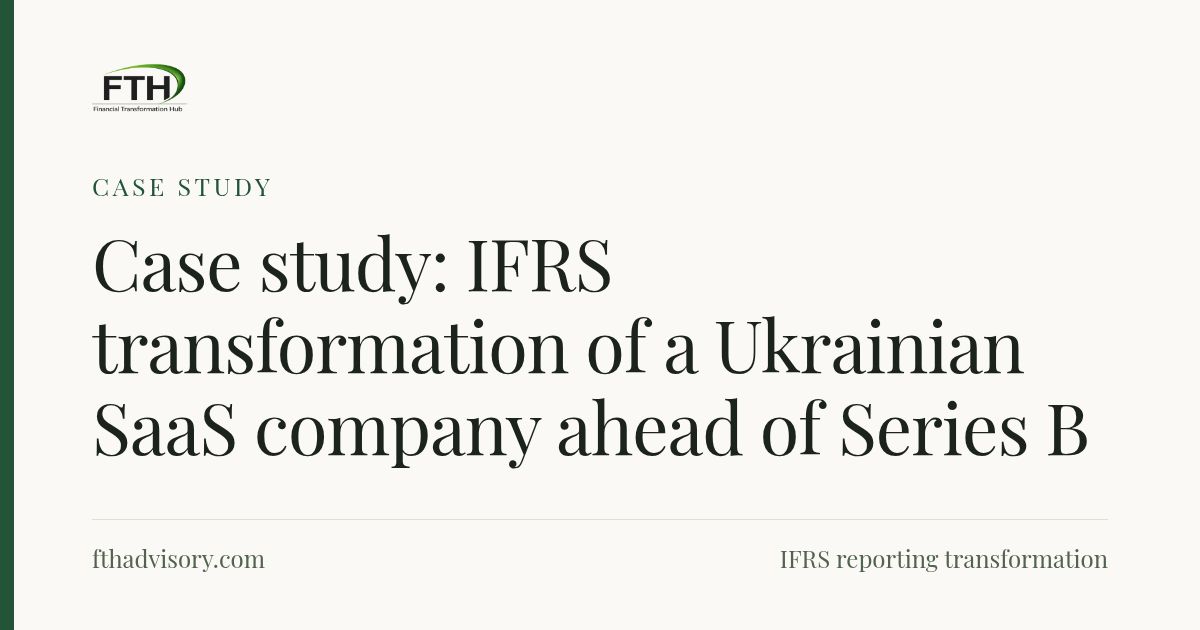 FTH
Financial Transformation Hub
CASE STUDY
Case study: IFRS
transformation of a Ukrainian
SaaS company ahead of Series B
fthadvisory.com
IFRS reporting transformation